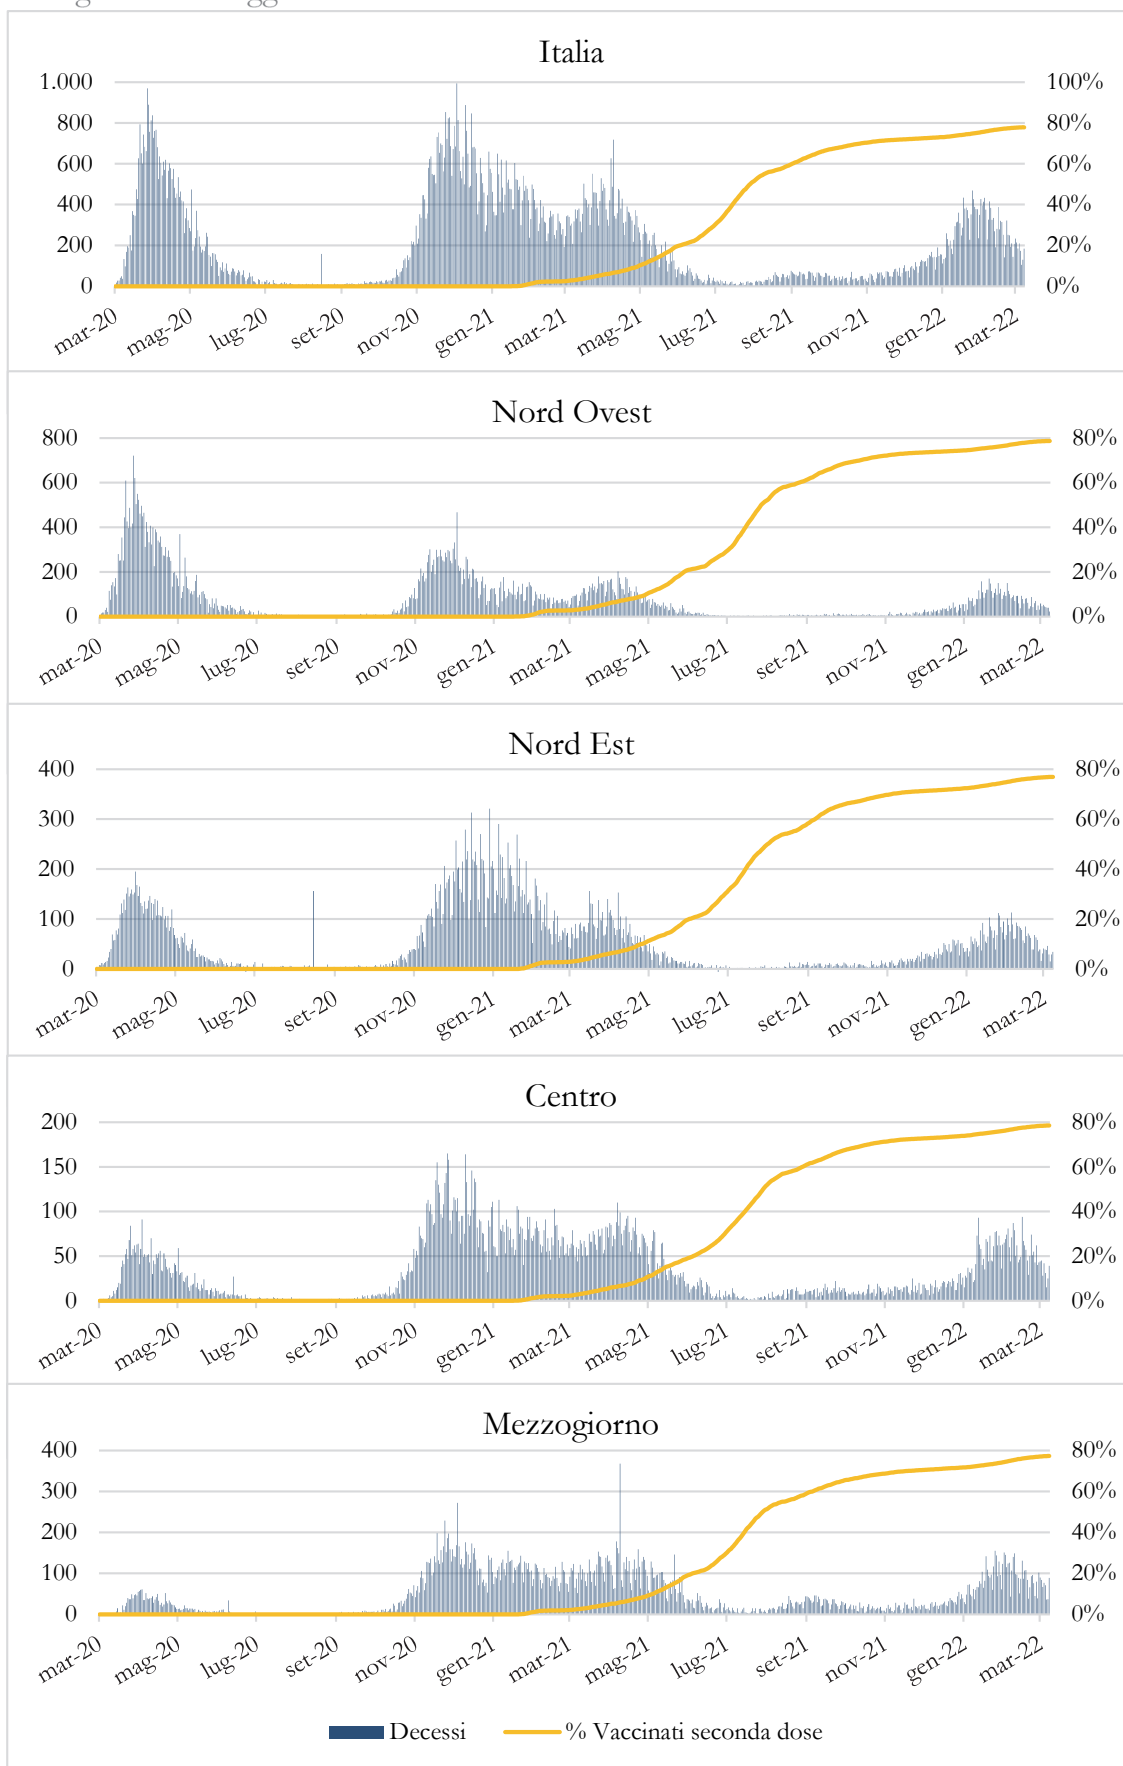 Italia
1.000 100%
800 80%
600 60%
400 40%
200 20%
0 0%
mar-20 mag-20 lug-20 set-20 nov-20 gen-21 mar-21 mag-21 lug-21 set-21 nov-21 gen-22 mar-22
Nord Ovest
800 80%
600 60%
400 40%
200 20%
0 0%
mar-20 mag-20 lug-20 set-20 nov-20 gen-21 mar-21 mag-21 lug-21 set-21 nov-21 gen-22 mar-22
Nord Est
400 80%
300 60%
200 40%
100 20%
0 0%
mar-20 mag-20 lug-20 set-20 nov-20 gen-21 mar-21 mag-21 lug-21 set-21 nov-21 gen-22 mar-22
Centro
200 80%
150 60%
100 40%
50 20%
0 0%
mar-20 mag-20 lug-20 set-20 nov-20 gen-21 mar-21 mag-21 lug-21 set-21 nov-21 gen-22 mar-22
Mezzogiorno
400 80%
300 60%
200 40%
100 20%
0 0%
mar-20 mag-20 lug-20 set-20 nov-20 gen-21 mar-21 mag-21 lug-21 set-21 nov-21 gen-22 mar-22
Decessi % Vaccinati seconda dose